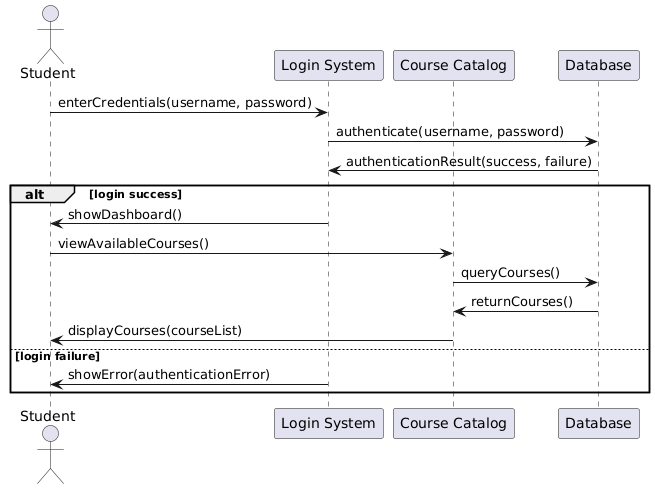 Student
Login System
Course Catalog
Database
enterCredentials(username, password)
authenticate(username, password)
authenticationResult(success, failure)
alt
[login success]
showDashboard()
viewAvailableCourses()
queryCourses()
returnCourses()
displayCourses(courseList)
[login failure]
showError(authenticationError)
Student
Login System
Course Catalog
Database